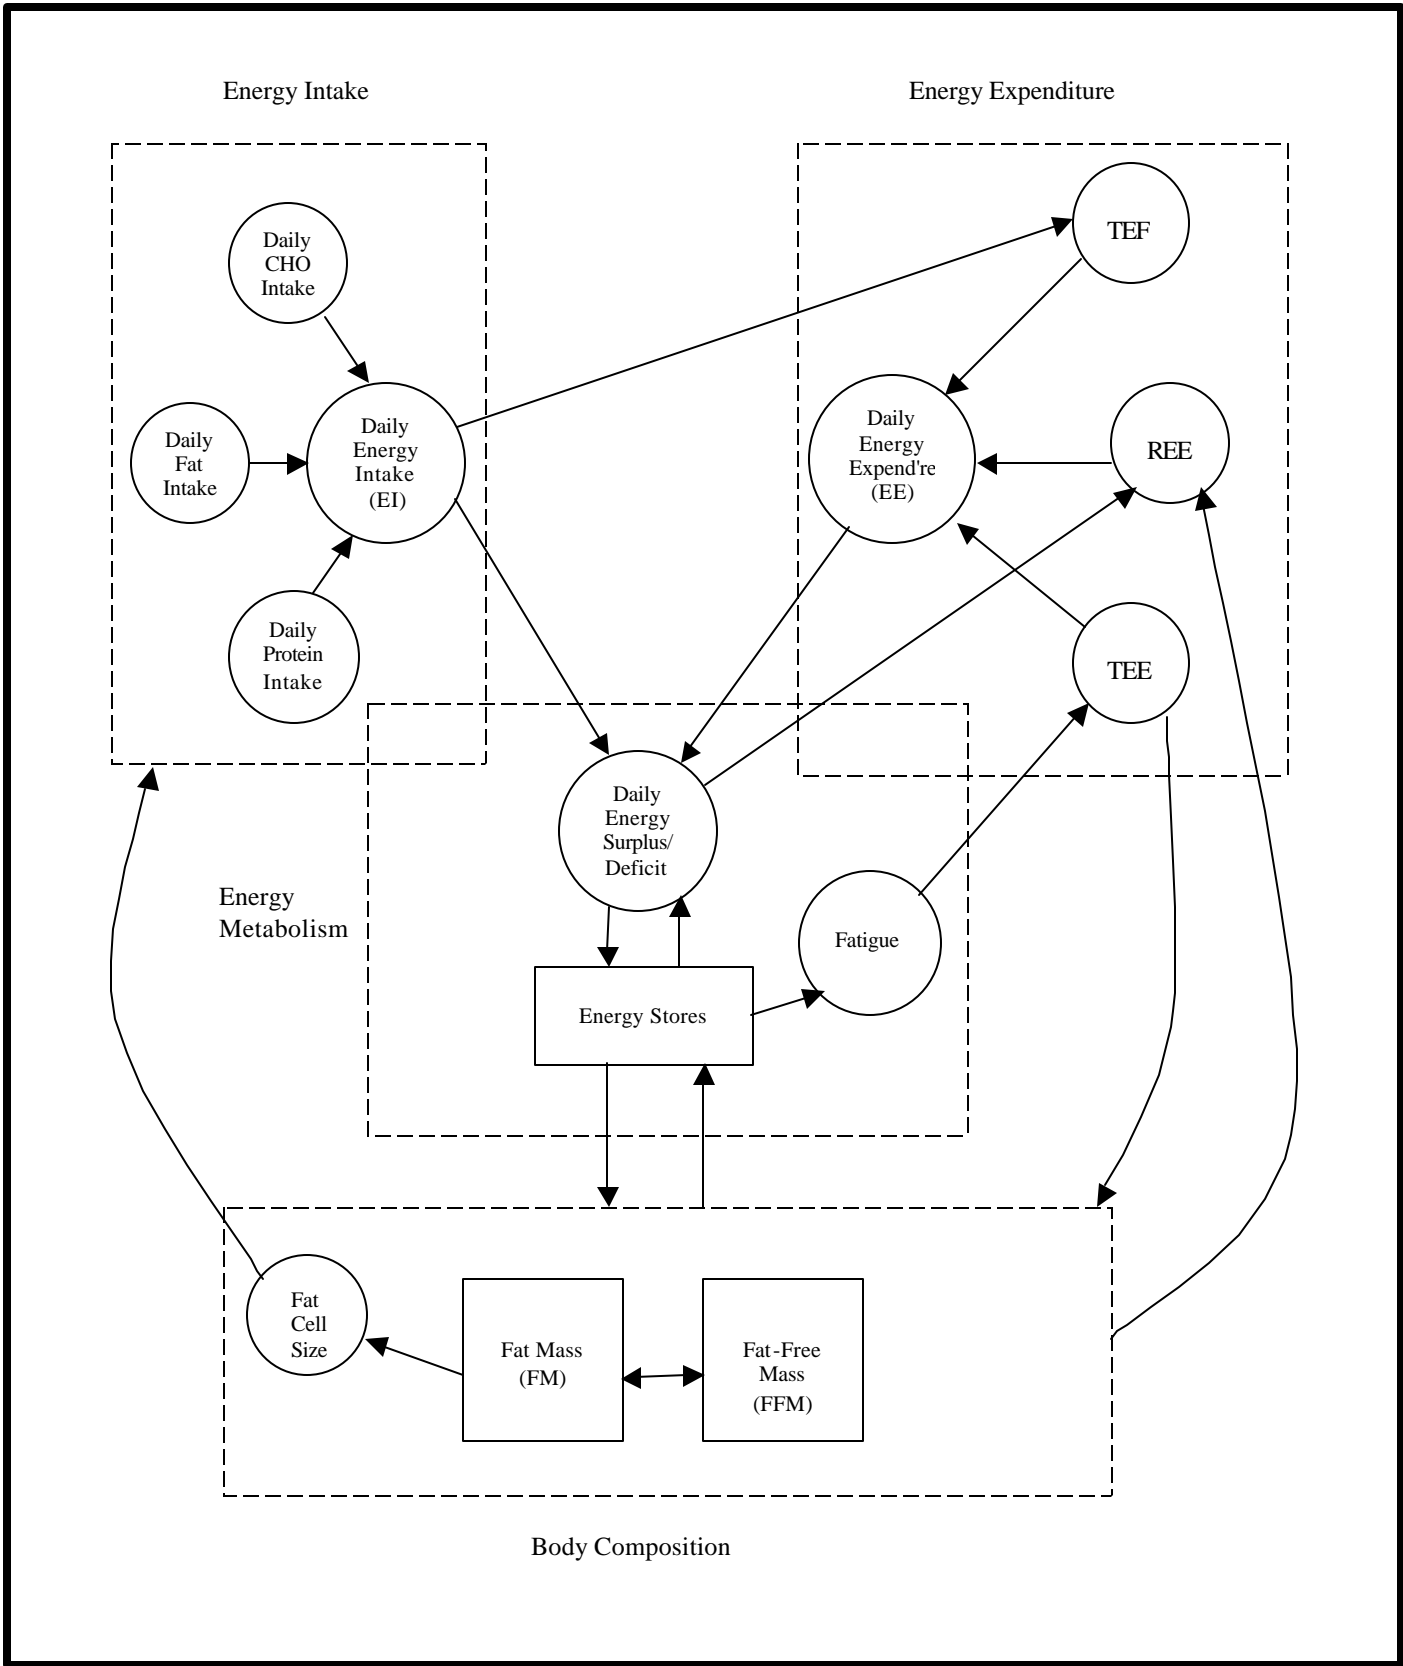 Energy Intake
Energy Expenditure
TEF
Daily
CHO
Intake
Daily
Fat
Intake
Daily
Energy
Intake
(EI)
Daily
Energy
Expend're
(EE)
REE
Daily
Protein
Intake
TEE
Daily
Energy
Surplus/
Deficit
Energy
Metabolism
Fatigue
Energy Stores
Fat
Cell
Size
Fat Mass
(FM)
Fat-Free
Mass
(FFM)
Body Composition